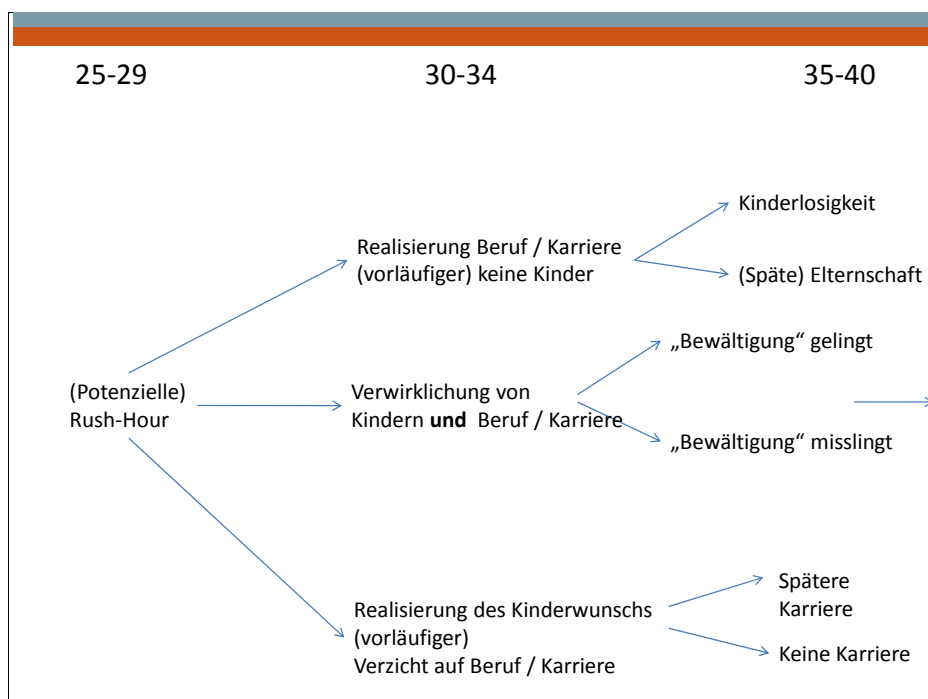 25-29
30-34
35-40
Kinderlosigkeit
Realisierung Beruf / Karriere
(vorläufiger) keine Kinder
(Späte) Elternschaft
„Bewältigung“ gelingt
(Potenzielle)
Rush-Hour
Verwirklichung von
Kindern und Beruf / Karriere
„Bewältigung“ misslingt
Spätere
Karriere
Realisierung des Kinderwunschs
(vorläufiger)
Verzicht auf Beruf / Karriere
Keine Karriere